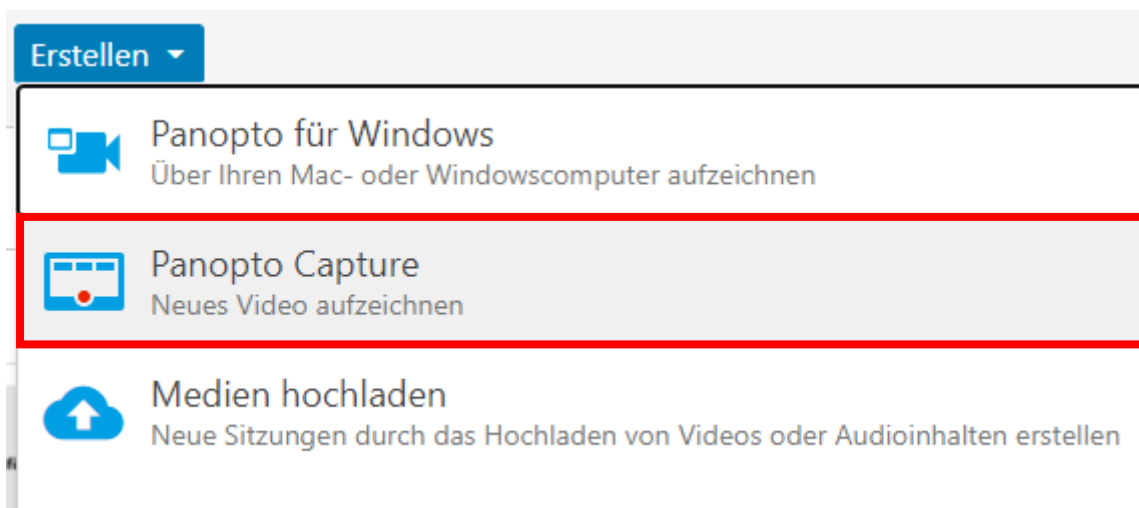 Erstellen
Panopto für Windows
Über Ihren Mac- oder Windowscomputer aufzeichnen
Panopto Capture
Neues Video aufzeichnen
Medien hochladen
Neue Sitzungen durch das Hochladen von Videos oder Audioinhalten erstellen